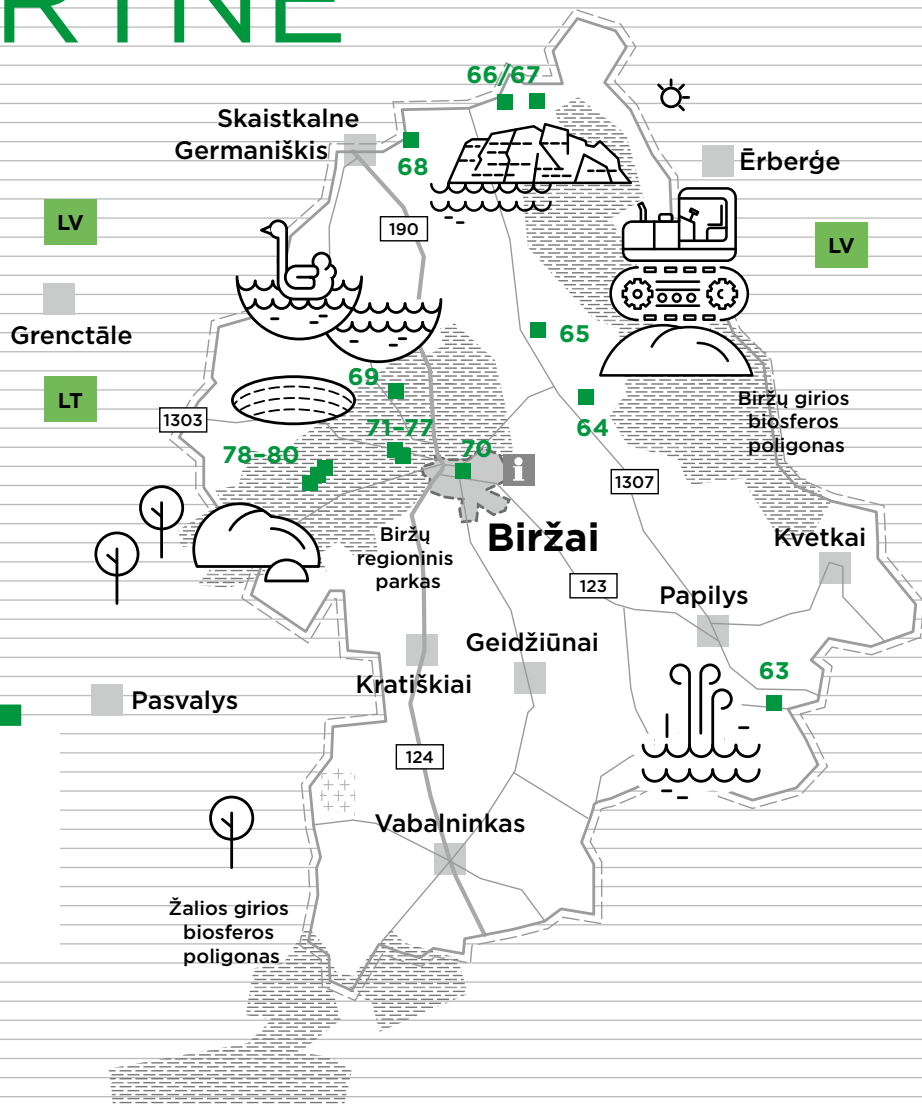 RTNĖ
66/67
Skaistkalne
Germaniškis
68
Ērberģe
LV
190
LV
Grenctāle
65
69
LT
1303
Biržų girios
biosferos
poligonas
64
71–77
70
78–80
i
1307
Biržų
regioninis
parkas
Biržai
Kvetkai
123
Papilys
Geidžiūnai
63
Kratiškiai
Pasvalys
124
Vabalninkas
Žalios girios
biosferos
poligonas